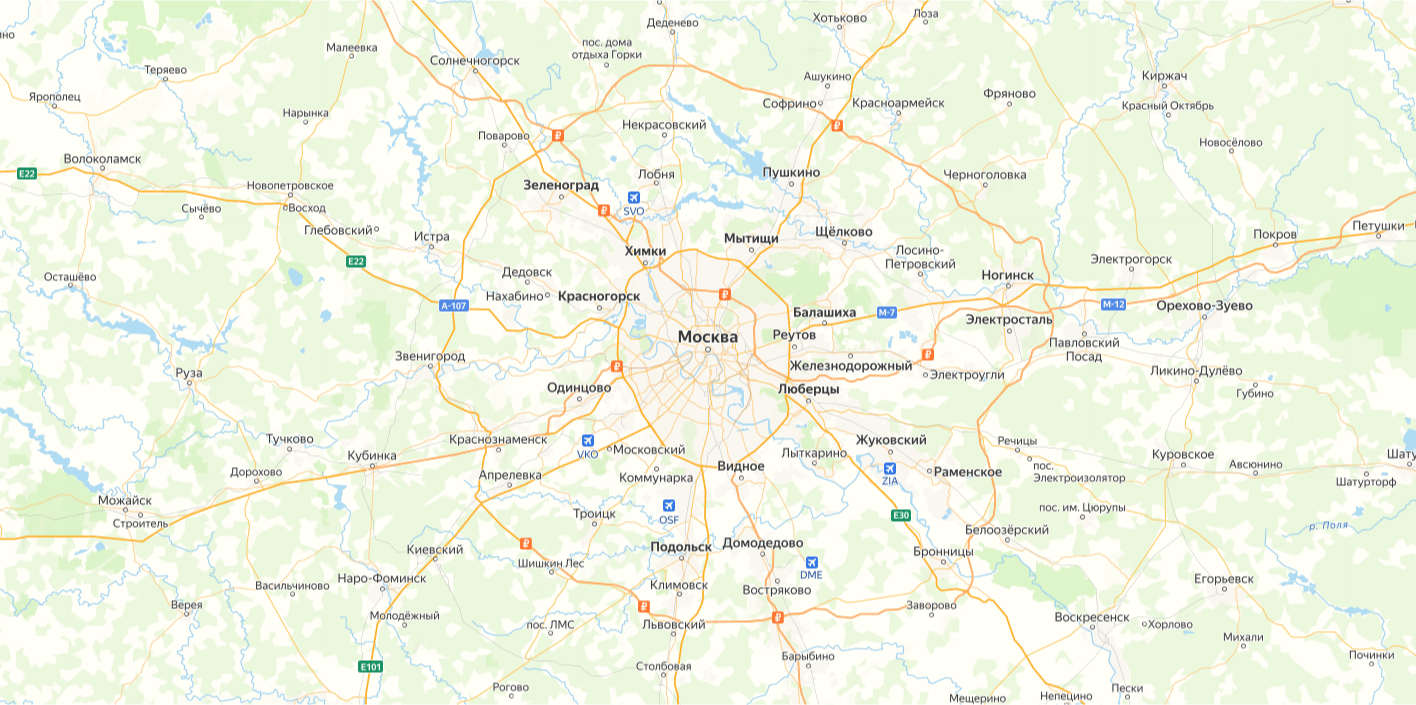 Деденево
Хотьково
Лоза
Малеевка
пос. дома
отдыха Горки
Солнечногорск
Теряево
Ашукино
Киржач
Ярополец
Нарынка
Софрино
Красноармейск
Фряново
Красный Октябрь
Поварово
Некрасовский
₽
₽
Новосёлово
Волоколамск
E22
Лобня
Пушкино
Черноголовка
Новопетровское
Зеленоград
SVO
₽
Сычёво
Восход
Глебовский
Истра
Мытищи
Щёлково
Покров
Петушки
Химки
Лосино-
Петровский
E22
Электрогорск
Осташёво
Дедовск
Ногинск
Нахабино
Красногорск
₽
А-107
Балашиха
М-7
М-12
Орехово-Зуево
Электросталь
Москва
Реутов
Павловский
Посад
Звенигород
₽
Железнодорожный
₽
Электроугли
Ликино-Дулёво
Руза
Одинцово
Люберцы
Губино
Тучково
Краснознаменск
VKO
Московский
Лыткарино
Жуковский
Речицы
Кубинка
Куровское
Шату
Дорохово
Апрелевка
Коммунарка
Видное
ZIA
Раменское
пос.
Электроизолятор
Авсюнино
Шатурторф
Можайск
Строитель
Троицк
OSF
E30
пос. им. Цюрупы
р. Поля
Белоозёрский
₽
Подольск
Домодедово
Киевский
Бронницы
Шишкин Лес
DME
Наро-Фоминск
Васильчиново
Климовск
Востряково
Егорьевск
Верея
Молодёжный
₽
₽
Заворово
пос. ЛМС
Львовский
Воскресенск
Хорлово
Михали
E101
Столбовая
Барыбино
Починки
Рогово
Мещерино
Непецино
Пески